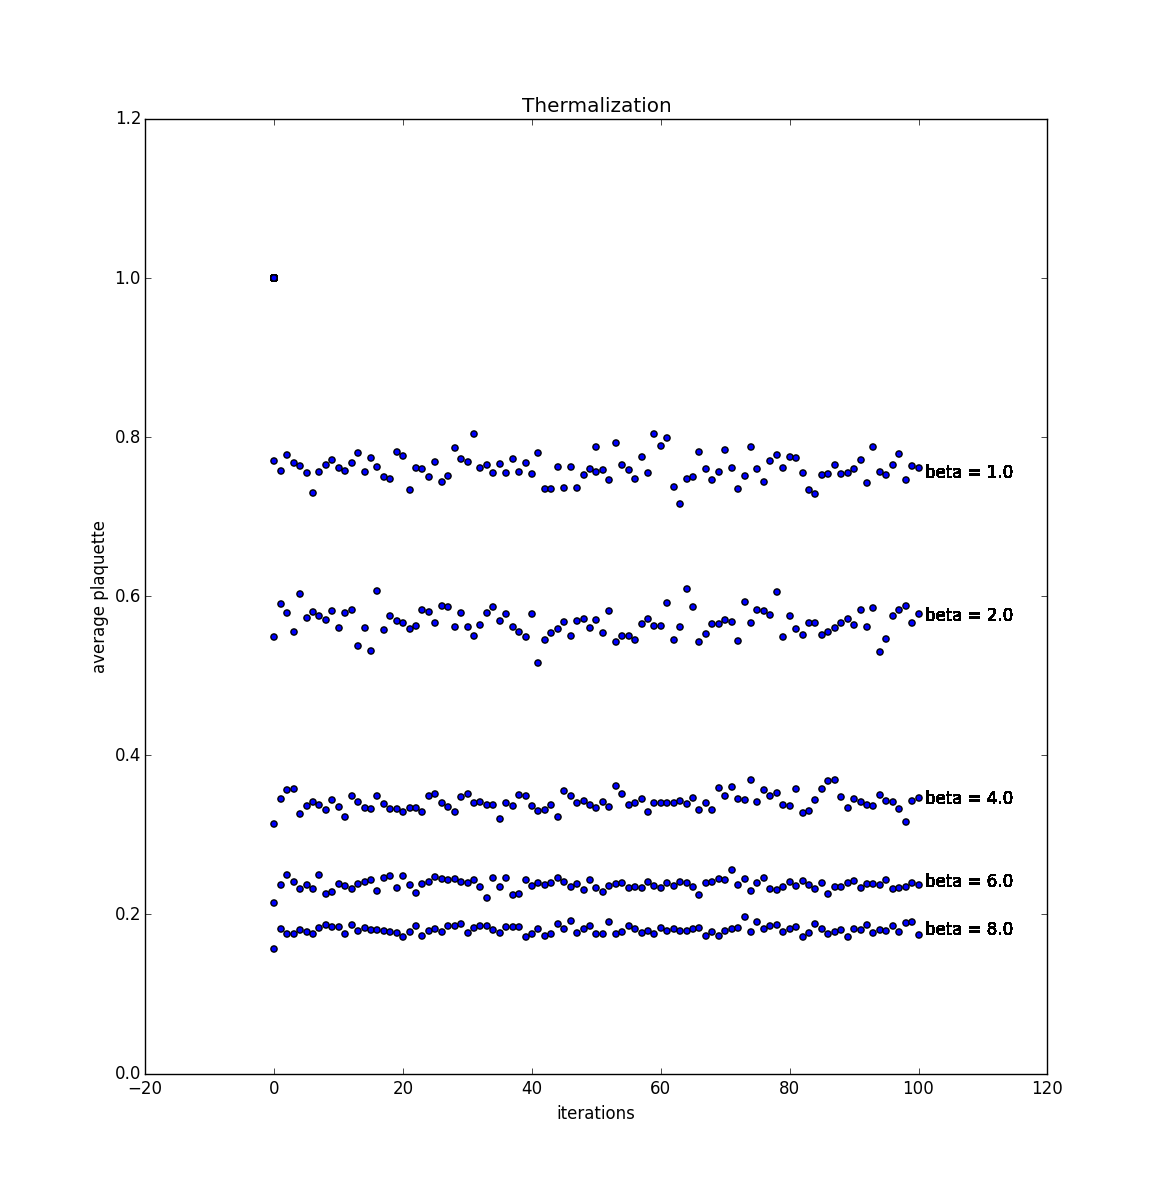 Thermalization
1.2
1.0
0.8
0.6
0.4
0.2
0.0
average plaquette
beta = 1.0
beta = 2.0
beta = 4.0
beta = 6.0
beta = 8.0
−20 0 20 40 60 80 100 120
iterations